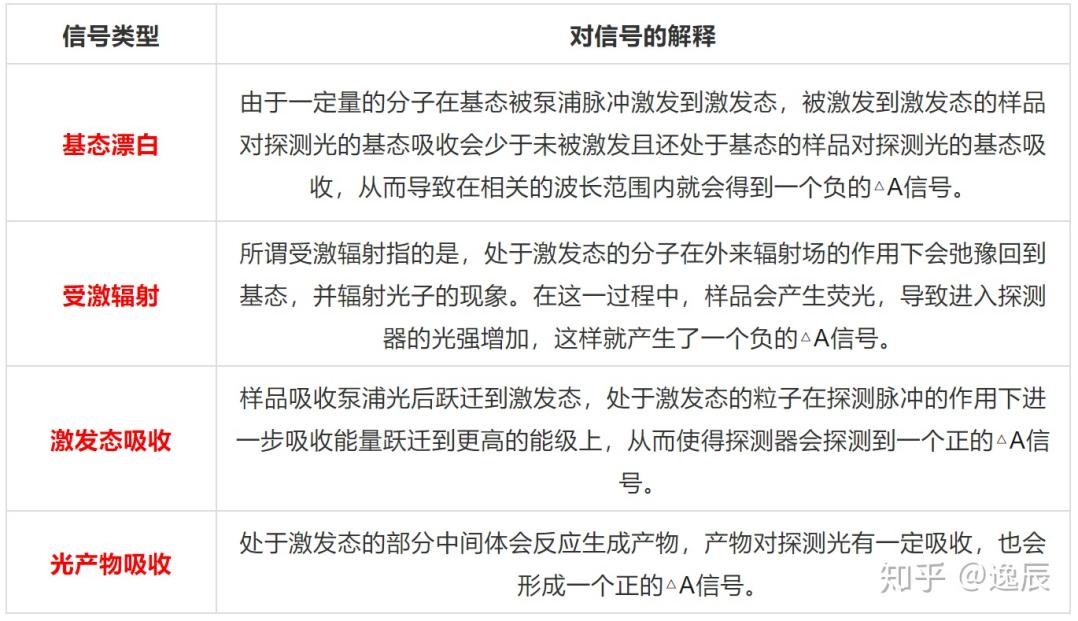 信号类型
对信号的解释
基态漂白
由于一定量的分子在基态被泵浦脉冲激发到激发态，被激发到激发态的样品
对探测光的基态吸收会少于未被激发且还处于基态的样品对探测光的基态吸
收，从而导致在相关的波长范围内就会得到一个负的△A信号。
受激辐射
所谓受激辐射指的是，处于激发态的分子在外来辐射场的作用下会弛豫回到
基态，并辐射光子的现象。在这一过程中，样品会产生荧光，导致进入探测
器的光强增加，这样就产生了一个负的△A信号。
激发态吸收
样品吸收泵浦光后跃迁到激发态，处于激发态的粒子在探测脉冲的作用下进
一步吸收能量跃迁到更高的能级上，从而使得探测器会探测到一个正的△A信
号。
光产物吸收
处于激发态的部分中间体会反应生成产物，产物对探测光有一定吸收，也会
形成一个正的△A信号。
知乎 @逸辰